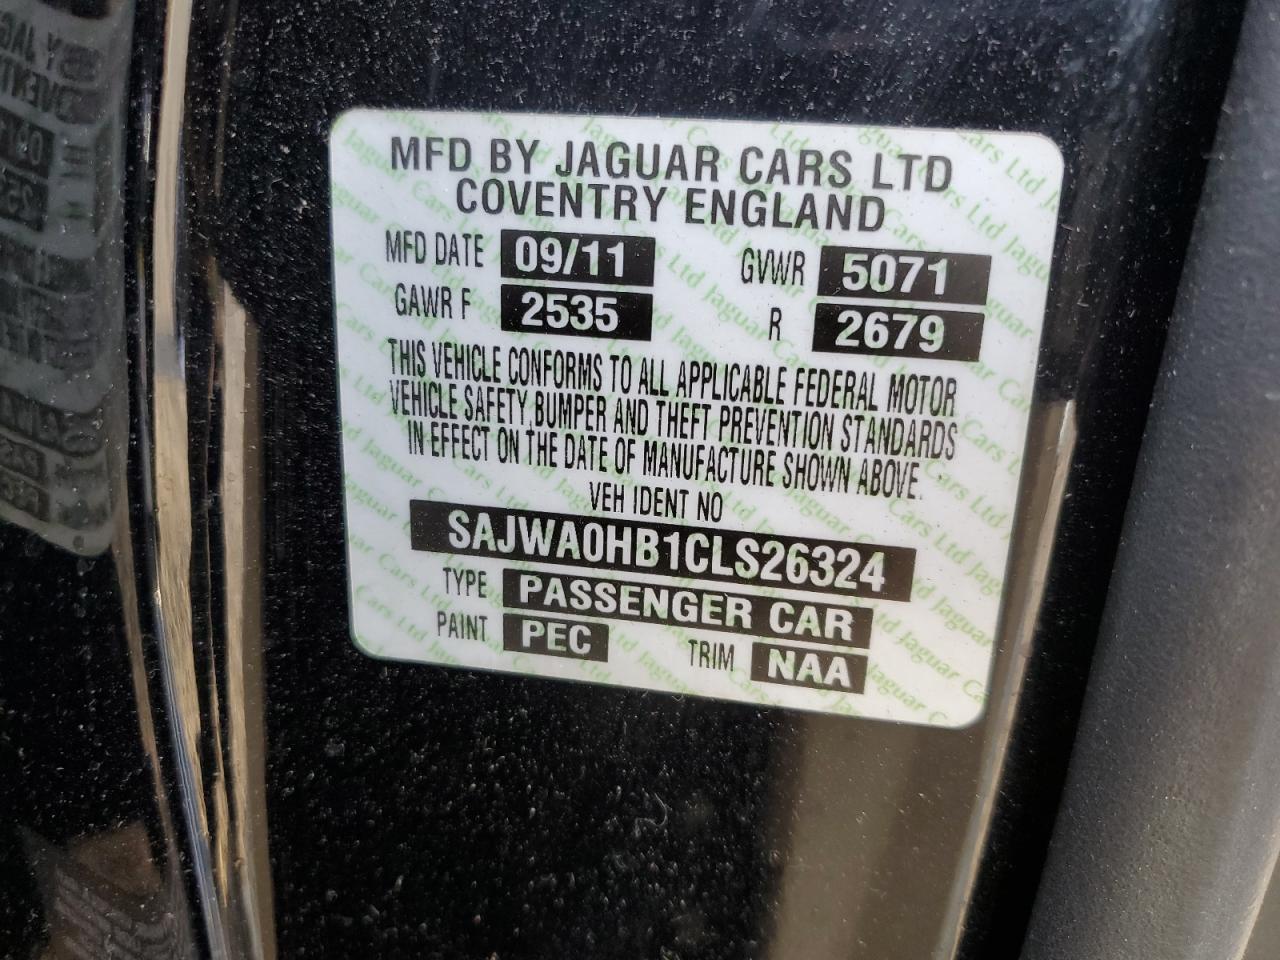 MFD BY JAGUAR CARS LTD
COVENTRY ENGLAND
MFD DATE 09/11 GVWR 5071
GAWR F 2535 R 2679
THIS VEHICLE CONFORMS TO ALL APPLICABLE FEDERAL MOTOR
VEHICLE SAFETY, BUMPER AND THEFT PREVENTION STANDARDS
IN EFFECT ON THE DATE OF MANUFACTURE SHOWN ABOVE.
VEH IDENT NO
SAJWA0HB1CLS26324
TYPE PASSENGER CAR
PAINT PEC TRIM NAA